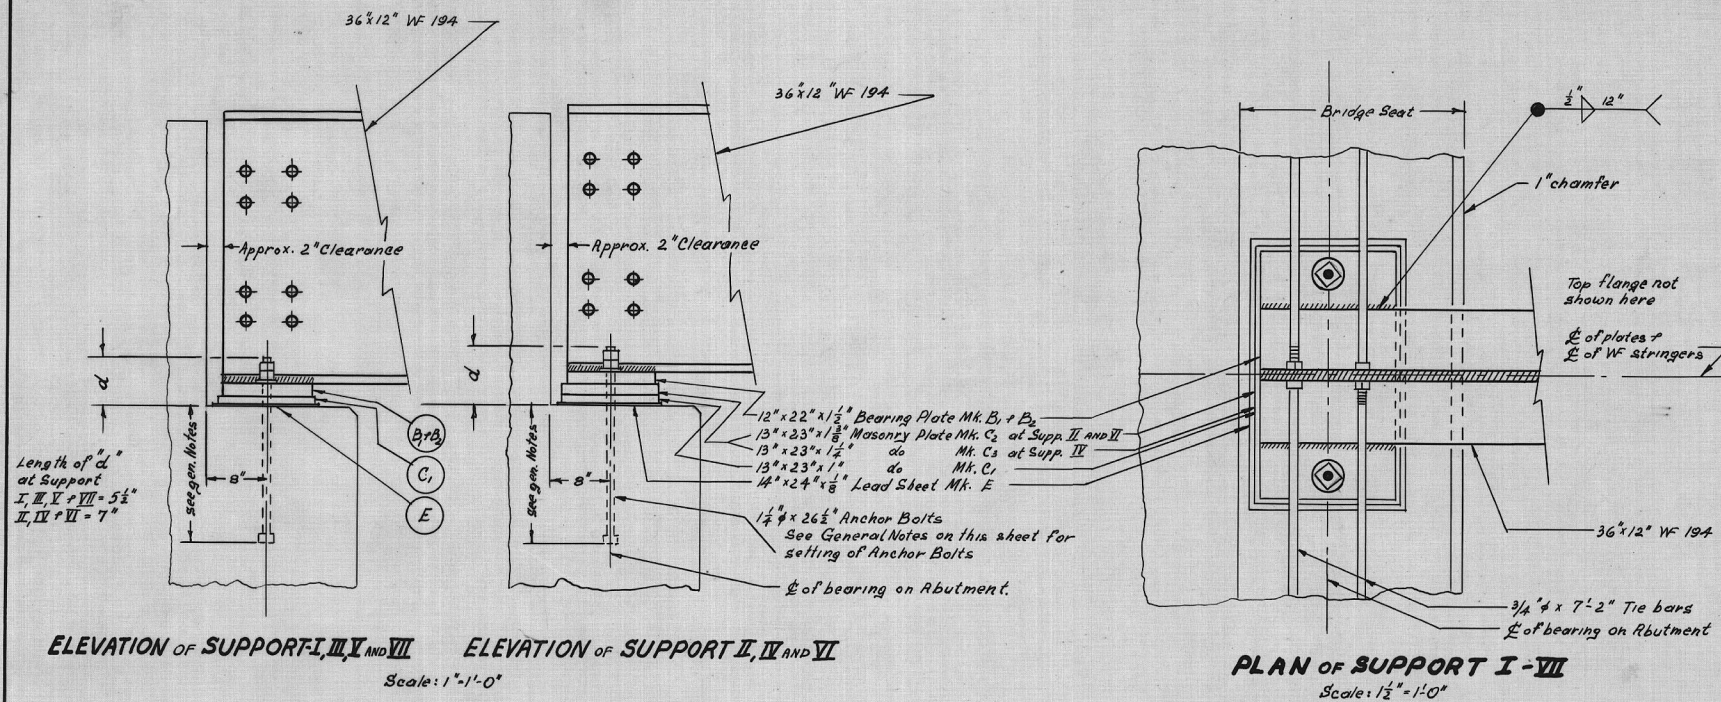 36"x12" WF 194
Approx. 2" Clearance
d
see gen. Notes
8"
Length of "d"
at Support
I, III, V & VII = 5 1/2"
II, IV & VI = 7"
B1 & B2
C1
E
ELEVATION OF SUPPORT-I, III, V AND VII
Scale: 1"=1'-0"
36"x12" WF 194
Approx. 2" Clearance
d
see gen. Notes
8"
12"x22"x1 1/2" Bearing Plate Mk. B1 & B2
13"x23"x1 3/8" Masonry Plate Mk. C2 at Supp. II AND VI
13"x23"x1 1/4" do Mk. C3 at Supp. IV
13"x23"x1" do Mk. C1
14"x24"x1/8" Lead Sheet Mk. E
1 1/4"φ x 26 1/2" Anchor Bolts
See General Notes on this sheet for
setting of Anchor Bolts
℄ of bearing on Abutment.
ELEVATION OF SUPPORT II, IV AND VI
Bridge Seat
1/2" 12"
1" chamfer
Top flange not
shown here
℄ of plates &
℄ of WF stringers
36"x12" WF 194
3/4"φ x 7'-2" Tie bars
℄ of bearing on Abutment
PLAN OF SUPPORT I-VII
Scale: 1 1/2"=1'-0"